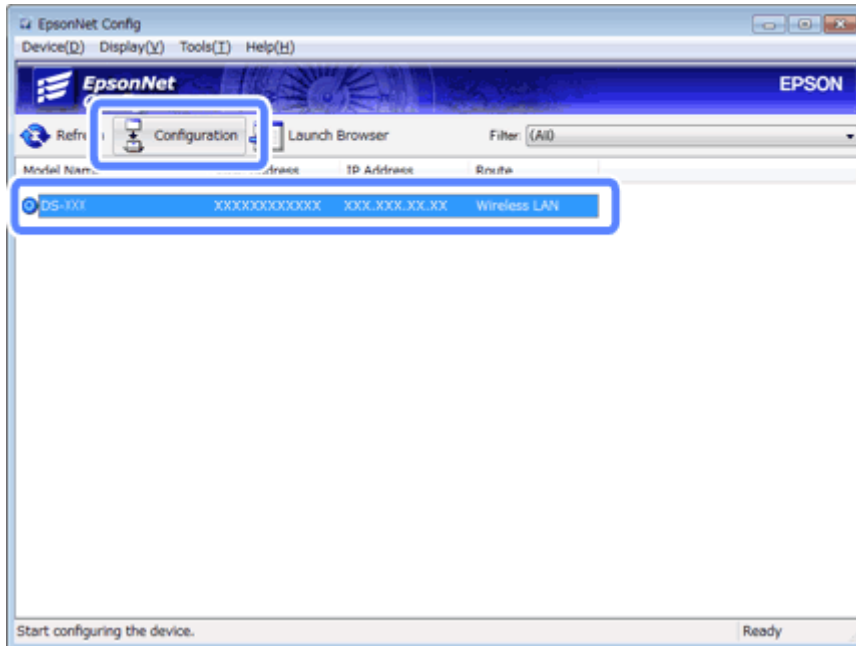 EpsonNet Config
Device(D) Display(V) Tools(T) Help(H)
EpsonNet
EPSON
Configuration Launch Browser Filter: (All)
IP Address Route
DS-XXX XXXXXXXXXXXX XXX.XXX.XX.XX Wireless LAN
Start configuring the device. Ready